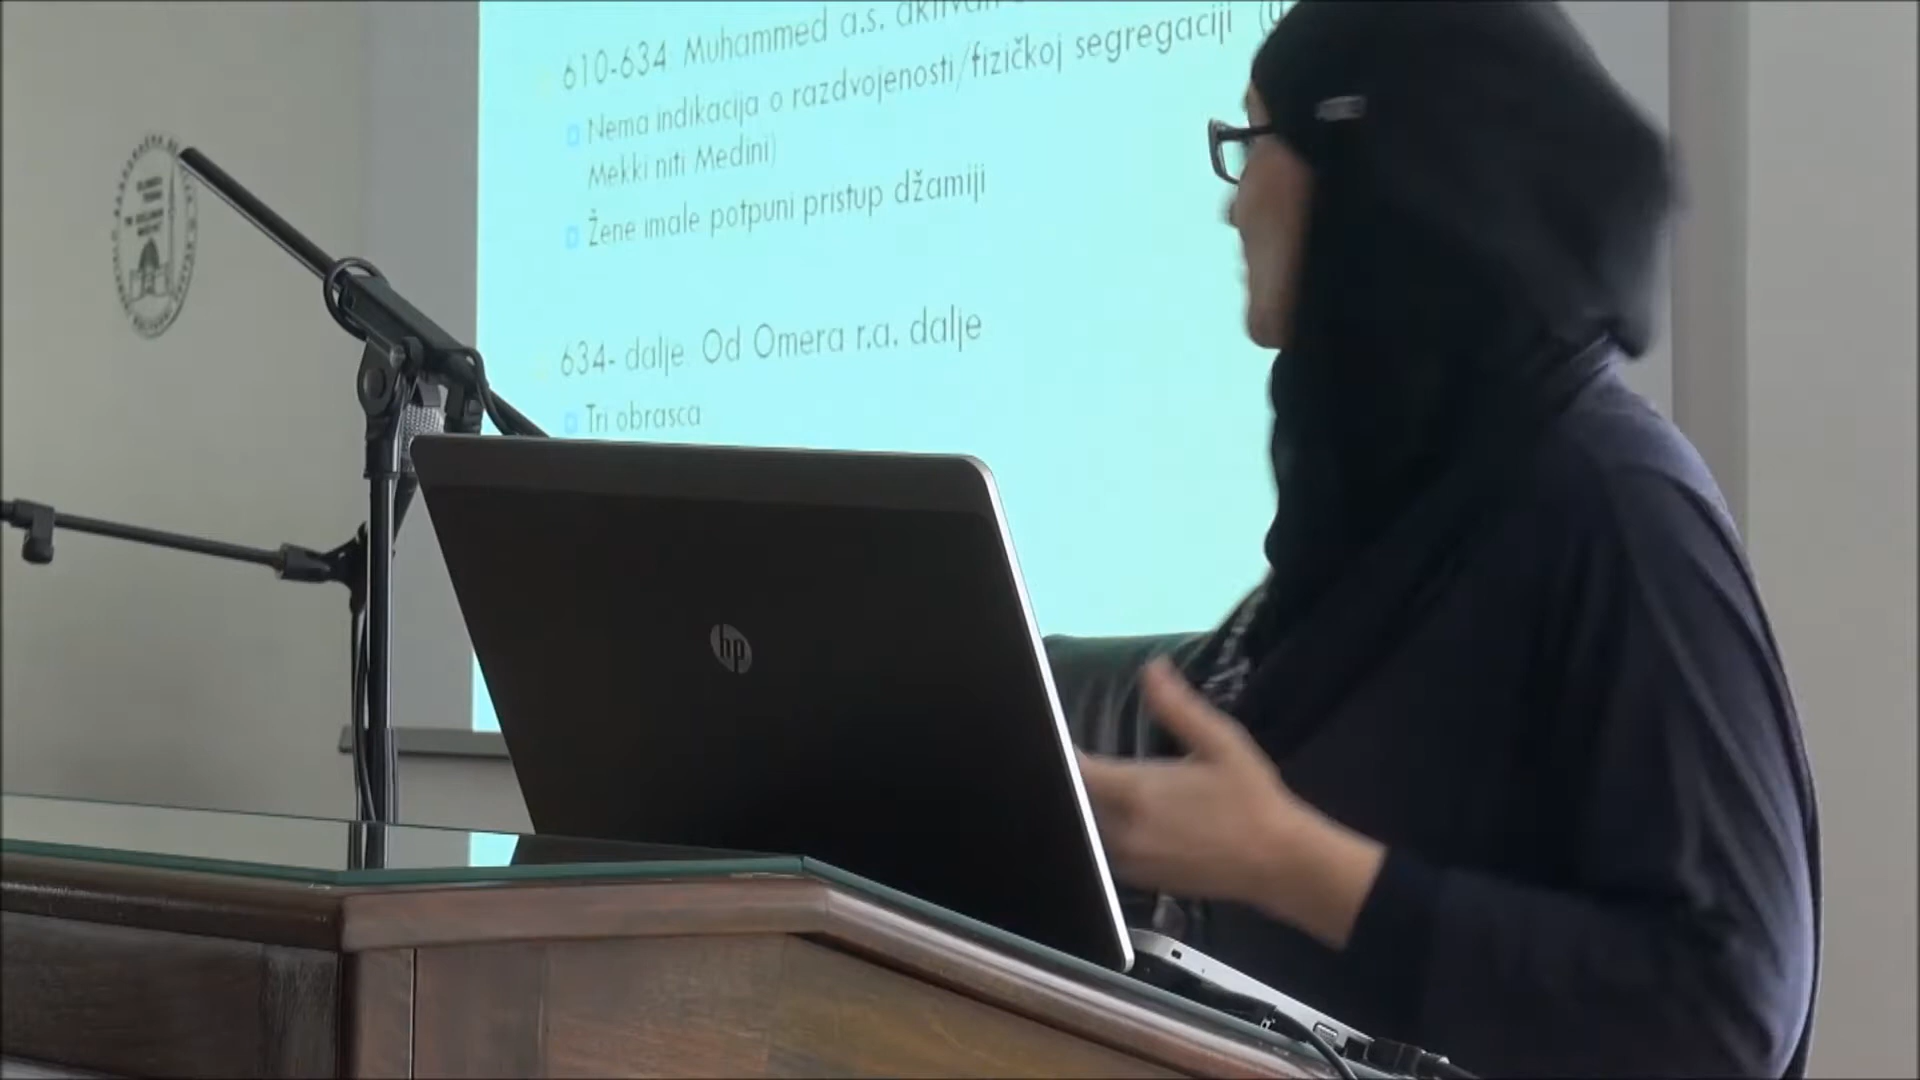 610-634. Muhammed a.s. aktivan
Nema indikacija o razdvojenosti/fizičkoj segregaciji (u
Mekki niti Medini)
Žene imale potpuni pristup džamiji
634- dalje. Od Omera r.a. dalje
Tri obrasca
hp